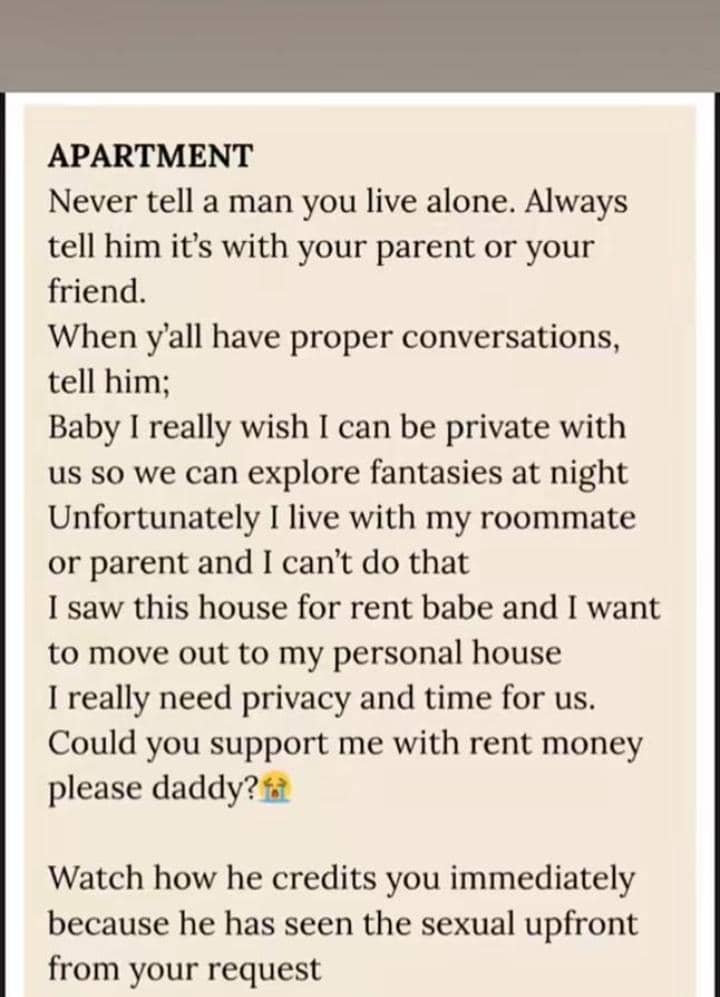 APARTMENT
Never tell a man you live alone. Always
tell him it's with your parent or your
friend.
When y'all have proper conversations,
tell him;
Baby I really wish I can be private with
us so we can explore fantasies at night
Unfortunately I live with my roommate
or parent and I can't do that
I saw this house for rent babe and I want
to move out to my personal house
I really need privacy and time for us.
Could you support me with rent money
please daddy?😭
Watch how he credits you immediately
because he has seen the sexual upfront
from your request